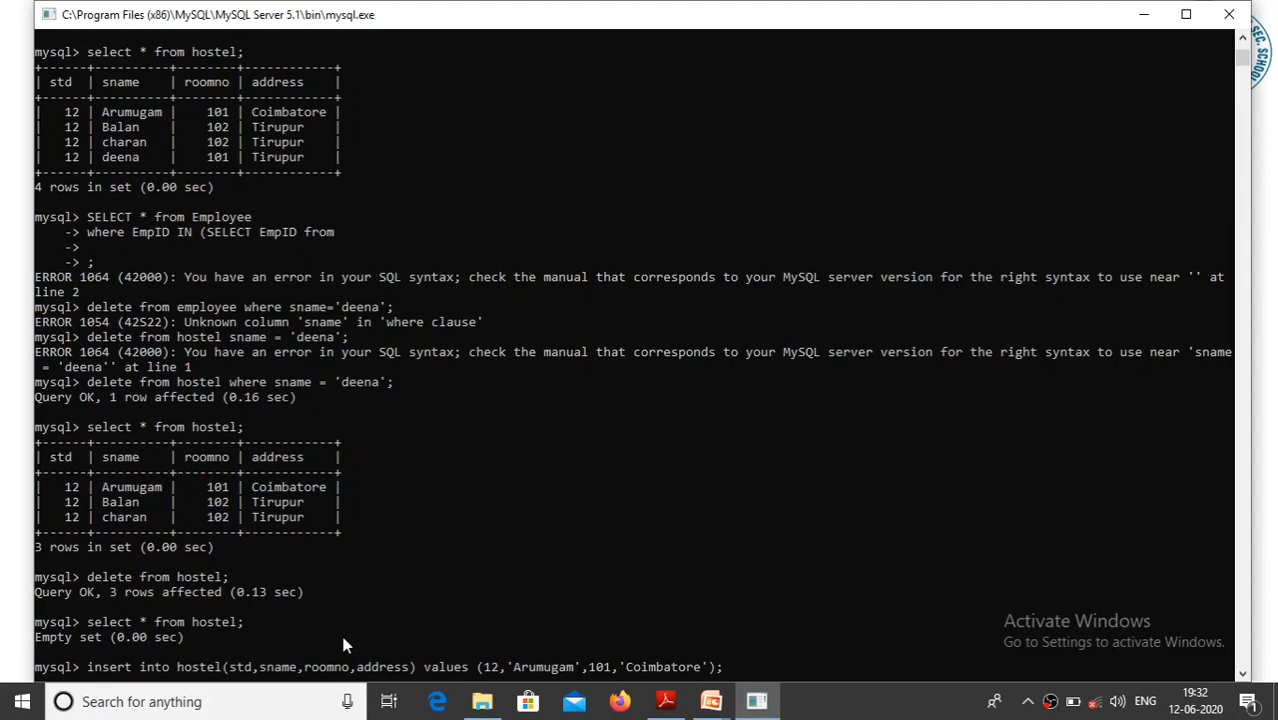 C:\Program Files (x86)\MySQL\MySQL Server 5.1\bin\mysql.exe
mysql> select * from hostel;
+------+---------+--------+------------+
| std  | sname   | roomno | address    |
+------+---------+--------+------------+
|   12 | Arumugam |    101 | Coimbatore |
|   12 | Balan    |    102 | Tirupur    |
|   12 | charan   |    102 | Tirupur    |
|   12 | deena    |    101 | Tirupur    |
+------+----------+--------+------------+
4 rows in set (0.00 sec)
mysql> SELECT * from Employee
    -> where EmpID IN (SELECT EmpID from
    ->
    -> ;
ERROR 1064 (42000): You have an error in your SQL syntax; check the manual that corresponds to your MySQL server version for the right syntax to use near '' at
line 2
mysql> delete from employee where sname='deena';
ERROR 1054 (42S22): Unknown column 'sname' in 'where clause'
mysql> delete from hostel sname = 'deena';
ERROR 1064 (42000): You have an error in your SQL syntax; check the manual that corresponds to your MySQL server version for the right syntax to use near 'sname
= 'deena'' at line 1
mysql> delete from hostel where sname = 'deena';
Query OK, 1 row affected (0.16 sec)
mysql> select * from hostel;
+------+----------+--------+------------+
| std  | sname    | roomno | address    |
+------+----------+--------+------------+
|   12 | Arumugam |    101 | Coimbatore |
|   12 | Balan    |    102 | Tirupur    |
|   12 | charan   |    102 | Tirupur    |
+------+----------+--------+------------+
3 rows in set (0.00 sec)
mysql> delete from hostel;
Query OK, 3 rows affected (0.13 sec)
mysql> select * from hostel;
Empty set (0.00 sec)
mysql> insert into hostel(std,sname,roomno,address) values (12,'Arumugam',101,'Coimbatore');
Activate Windows
Go to Settings to activate Windows.
SEC. SCHOOL
Search for anything
ENG
19:32
12-06-2020
1